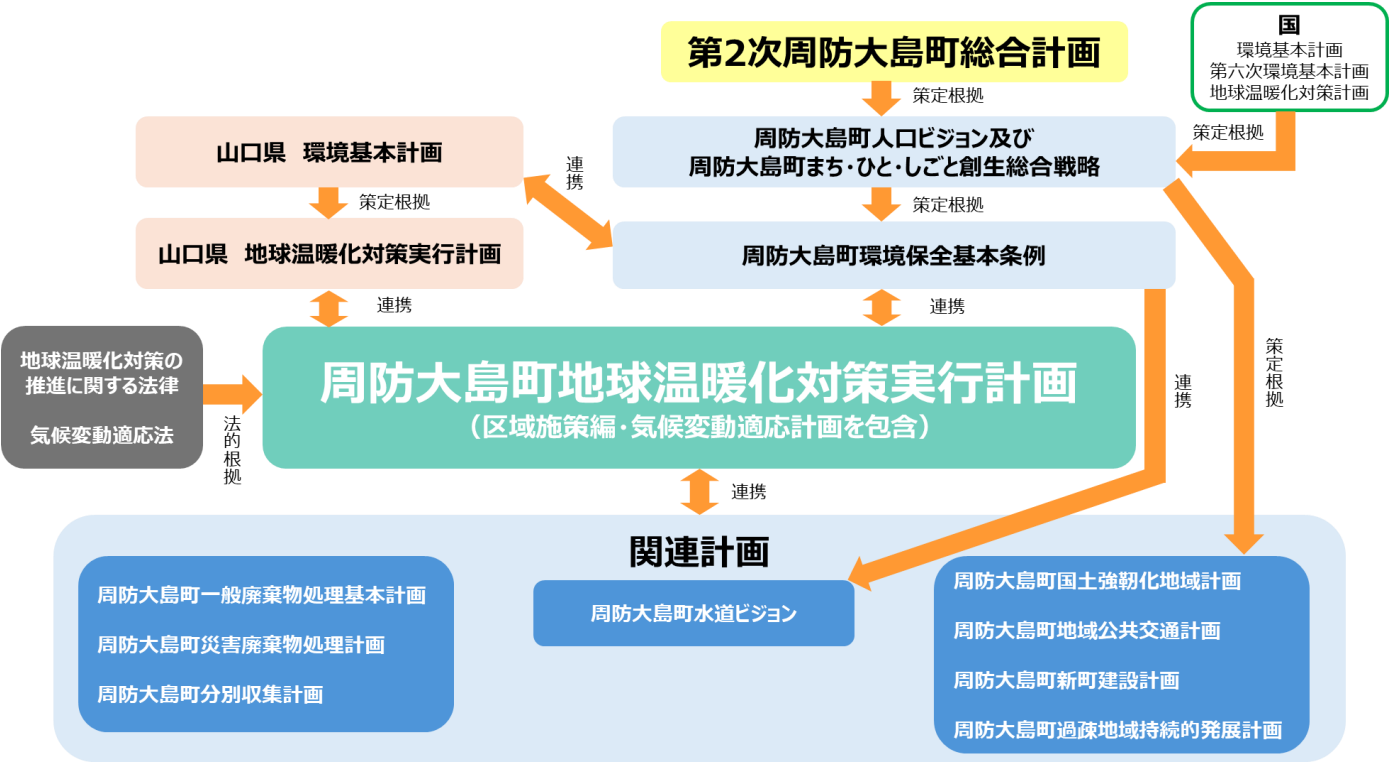 第2次周防大島町総合計画
国
環境基本計画
第六次環境基本計画
地球温暖化対策計画
策定根拠
策定根拠
山口県 環境基本計画
周防大島町人口ビジョン及び
周防大島町まち・ひと・しごと創生総合戦略
連携
策定根拠
策定根拠
山口県 地球温暖化対策実行計画
周防大島町環境保全基本条例
連携
連携
地球温暖化対策の
推進に関する法律
気候変動適応法
法的根拠
周防大島町地球温暖化対策実行計画
（区域施策編・気候変動適応計画を包含）
連携
策定根拠
連携
関連計画
周防大島町一般廃棄物処理基本計画
周防大島町災害廃棄物処理計画
周防大島町分別収集計画
周防大島町水道ビジョン
周防大島町国土強靭化地域計画
周防大島町地域公共交通計画
周防大島町新町建設計画
周防大島町過疎地域持続的発展計画